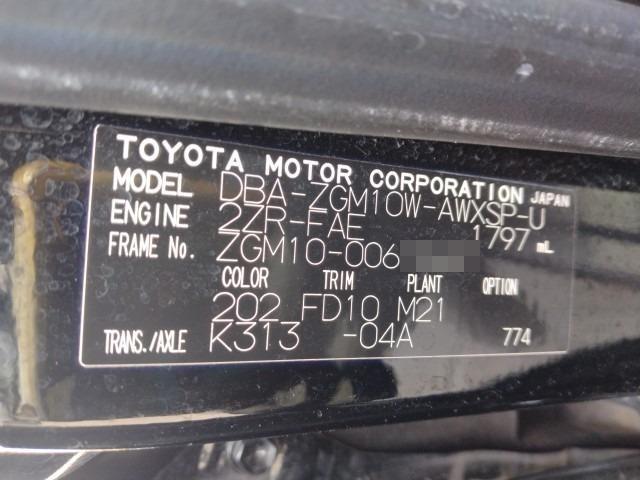 TOYOTA MOTOR CORPORATION JAPAN
MODEL DBA-ZGM10W-AWXSP-U
ENGINE 2ZR-FAE 1797 mL
FRAME No. ZGM10-006
COLOR TRIM PLANT OPTION
202 FD10 M21
TRANS./AXLE K313 -04A 774